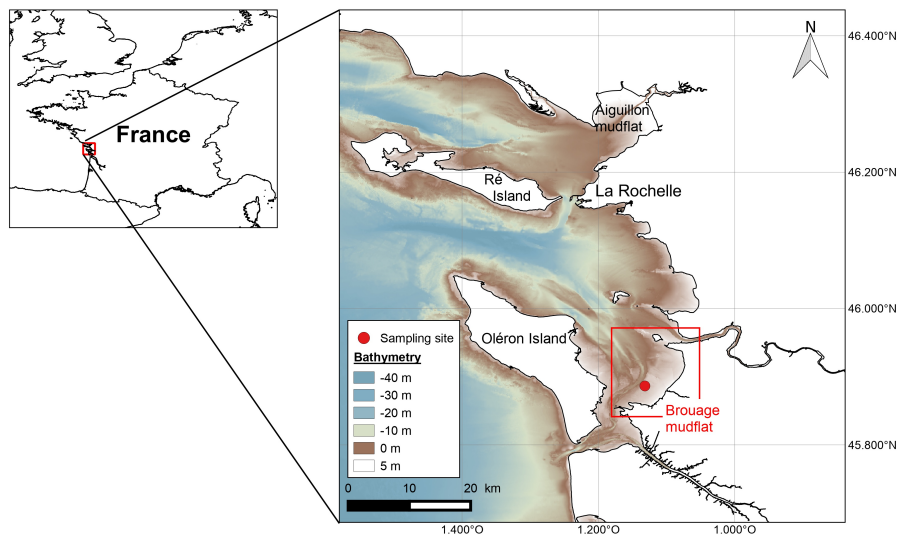 France
N
46.400°N
Aiguillon
mudflat
Ré
Island
46.200°N
La Rochelle
46.000°N
Oléron Island
Sampling site
Bathymetry
-40 m
-30 m
-20 m
-10 m
0 m
5 m
Brouage
mudflat
45.800°N
0 10 20 km
1.400°O 1.200°O 1.000°O